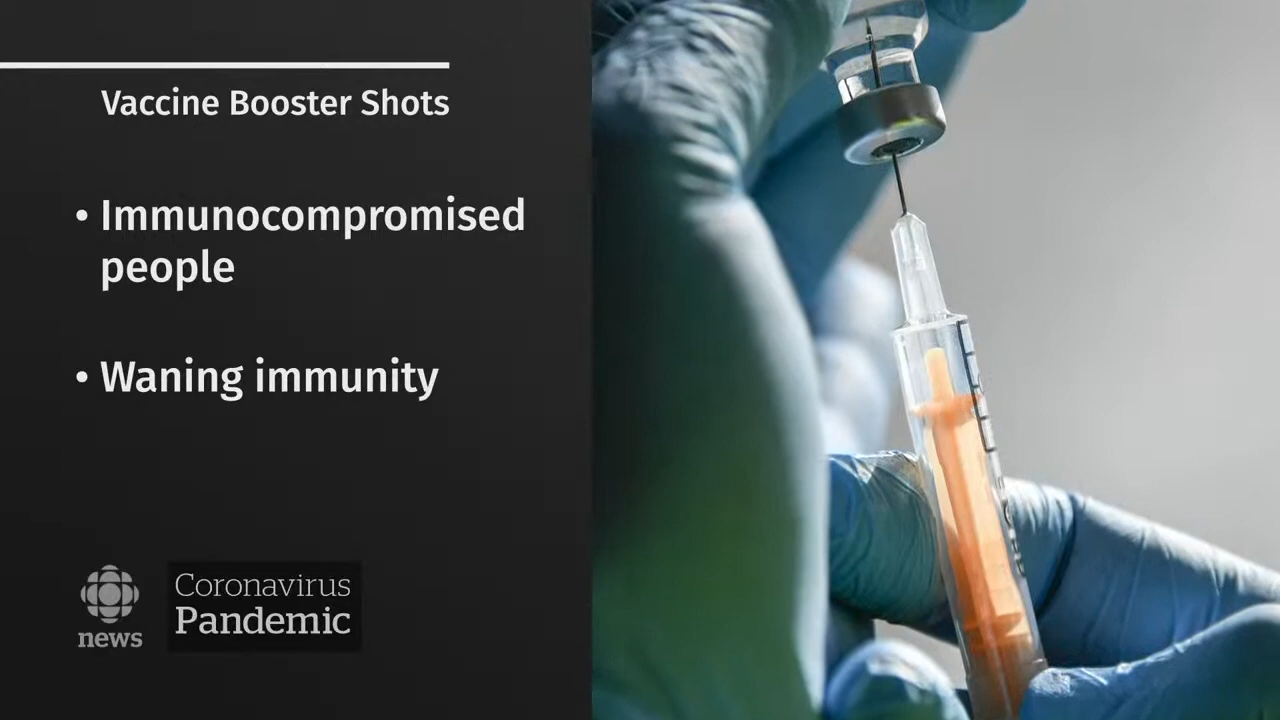 Vaccine Booster Shots
• Immunocompromised
people
• Waning immunity
news
Coronavirus
Pandemic